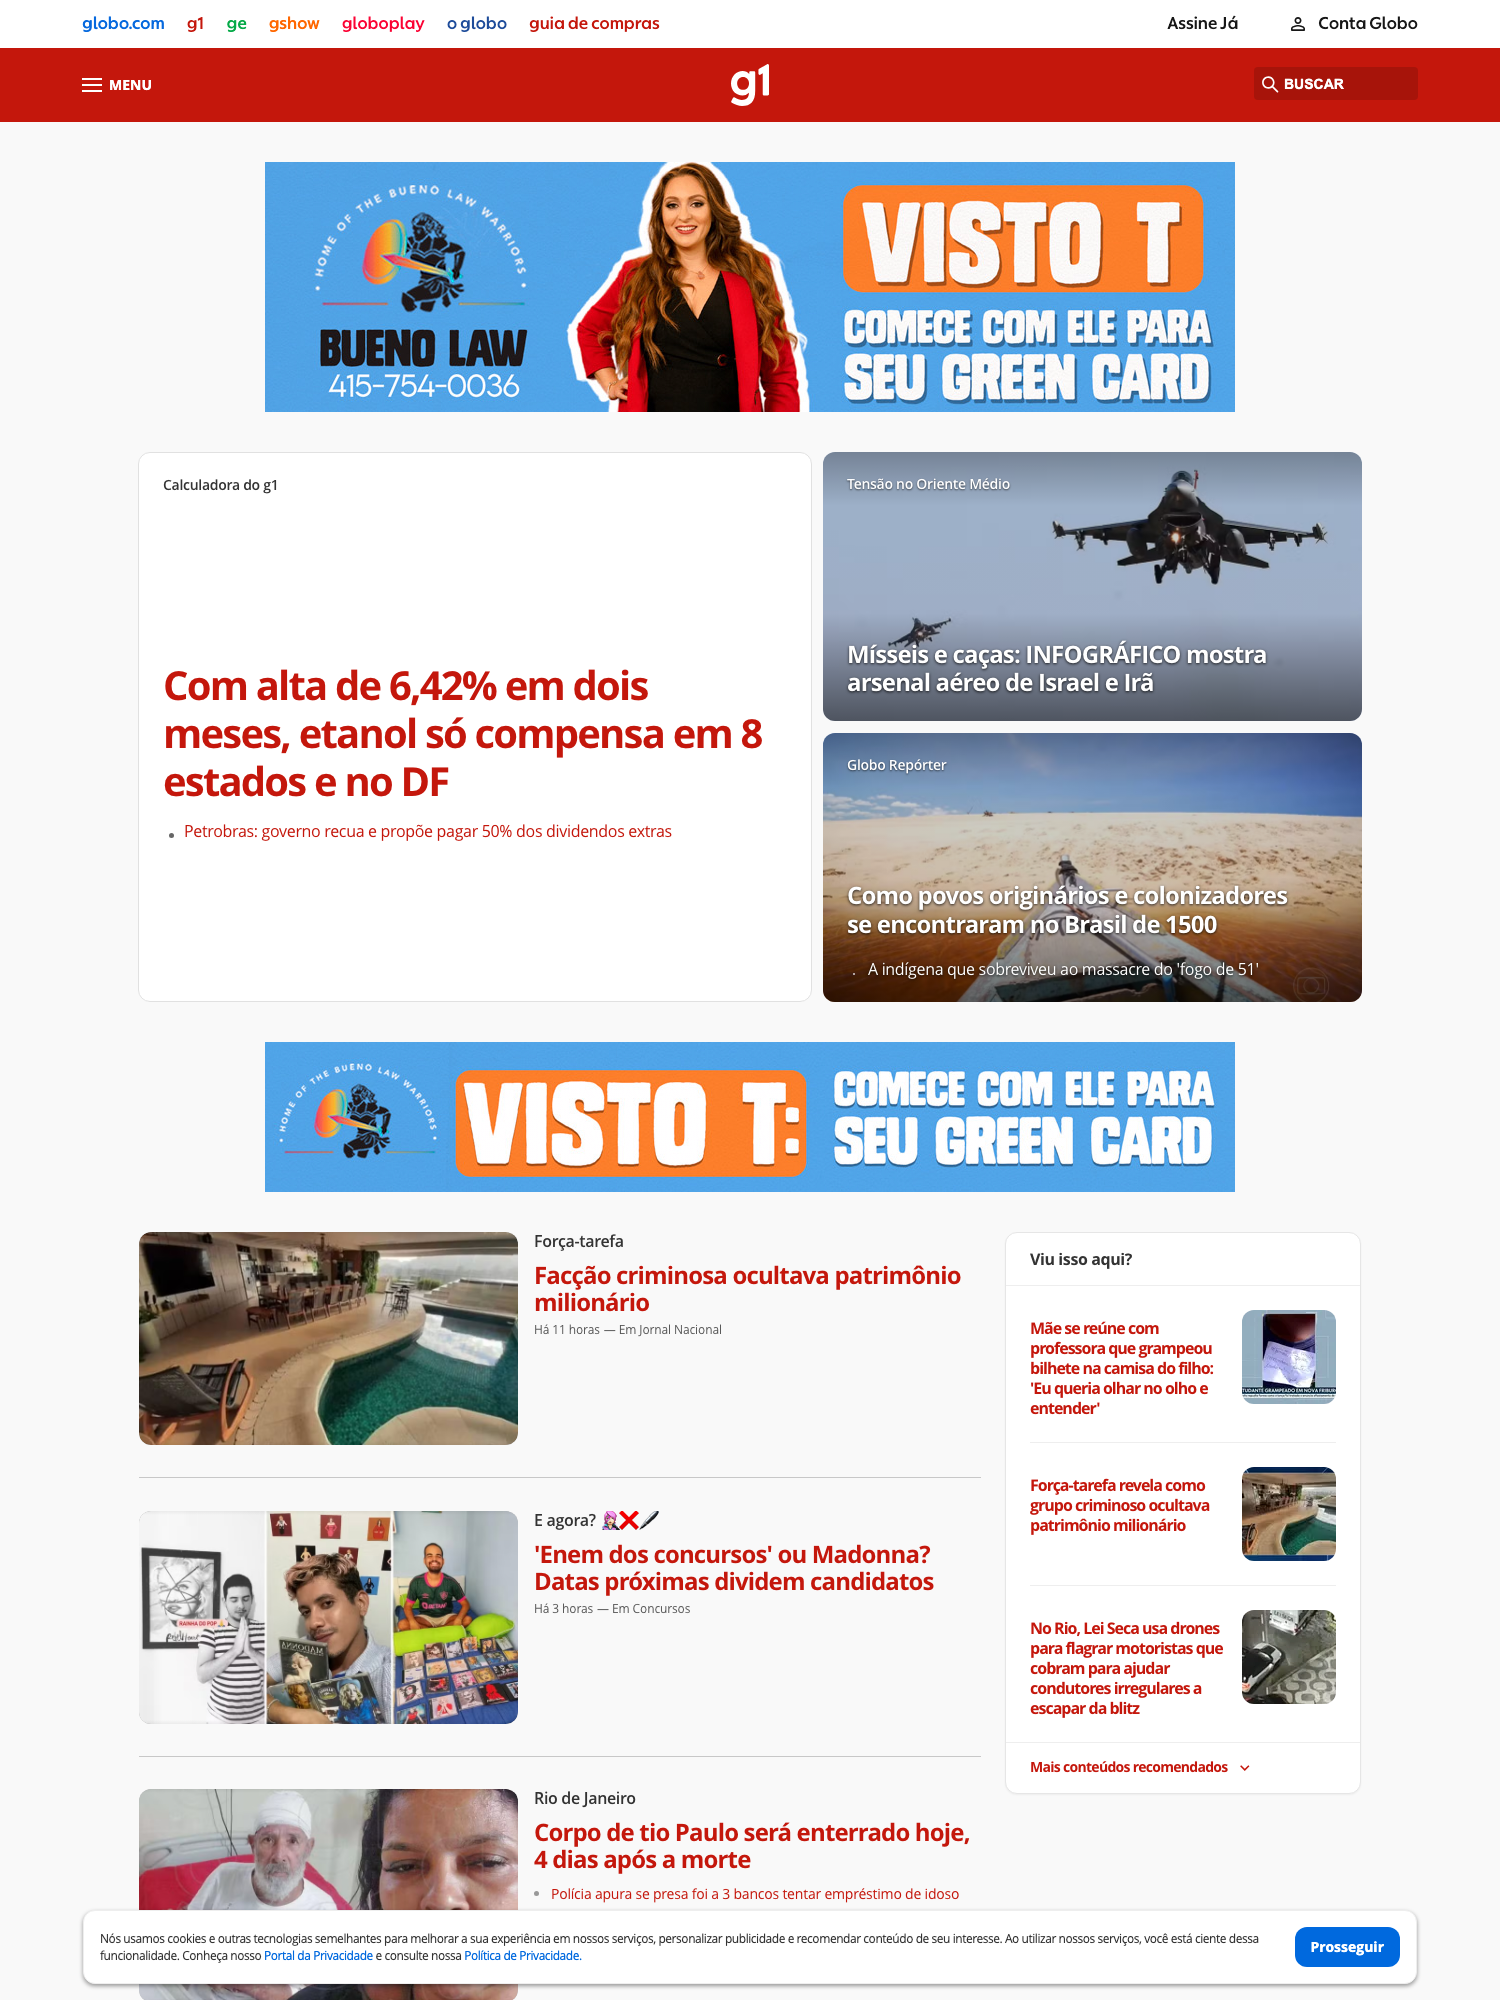 globo.com g1 ge gshow globoplay o globo guia de compras Assine Já Conta Globo
MENU g1 BUSCAR
• HOME OF THE BUENO LAW WARRIORS •
BUENO LAW
415-754-0036
VISTO T
COMECE COM ELE PARA
SEU GREEN CARD
Calculadora do g1
Com alta de 6,42% em dois
meses, etanol só compensa em 8
estados e no DF
Petrobras: governo recua e propõe pagar 50% dos dividendos extras
Tensão no Oriente Médio
Mísseis e caças: INFOGRÁFICO mostra
arsenal aéreo de Israel e Irã
Globo Repórter
Como povos originários e colonizadores
se encontraram no Brasil de 1500
A indígena que sobreviveu ao massacre do 'fogo de 51'
• HOME OF THE BUENO LAW WARRIORS •
VISTO T:
COMECE COM ELE PARA
SEU GREEN CARD
Força-tarefa
Facção criminosa ocultava patrimônio
milionário
Há 11 horas — Em Jornal Nacional
E agora?
'Enem dos concursos' ou Madonna?
Datas próximas dividem candidatos
Há 3 horas — Em Concursos
RAINHA DO POP
MADONNA
Rio de Janeiro
Corpo de tio Paulo será enterrado hoje,
4 dias após a morte
Polícia apura se presa foi a 3 bancos tentar empréstimo de idoso
Viu isso aqui?
Mãe se reúne com
professora que grampeou
bilhete na camisa do filho:
'Eu queria olhar no olho e
entender'
TUDANTE GRAMPEADO EM NOVA FRIBUR
Força-tarefa revela como
grupo criminoso ocultava
patrimônio milionário
No Rio, Lei Seca usa drones
para flagrar motoristas que
cobram para ajudar
condutores irregulares a
escapar da blitz
Mais conteúdos recomendados
Nós usamos cookies e outras tecnologias semelhantes para melhorar a sua experiência em nossos serviços, personalizar publicidade e recomendar conteúdo de seu interesse. Ao utilizar nossos serviços, você está ciente dessa
funcionalidade. Conheça nosso Portal da Privacidade e consulte nossa Política de Privacidade.
Prosseguir